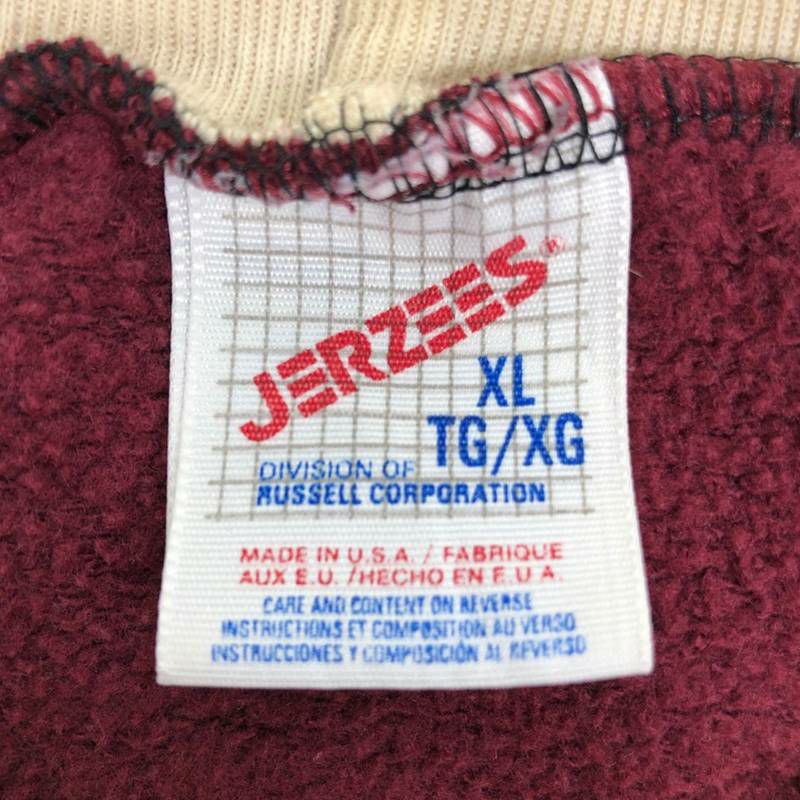 JERZEES®
XL
TG/XG
DIVISION OF
RUSSELL CORPORATION
MADE IN U.S.A. / FABRIQUE
AUX E.U. /HECHO EN E.U.A.
CARE AND CONTENT ON REVERSE
INSTRUCTIONS ET COMPOSITION AU VERSO
INSTRUCCIONES Y COMPOSICIÓN AL REVERSO